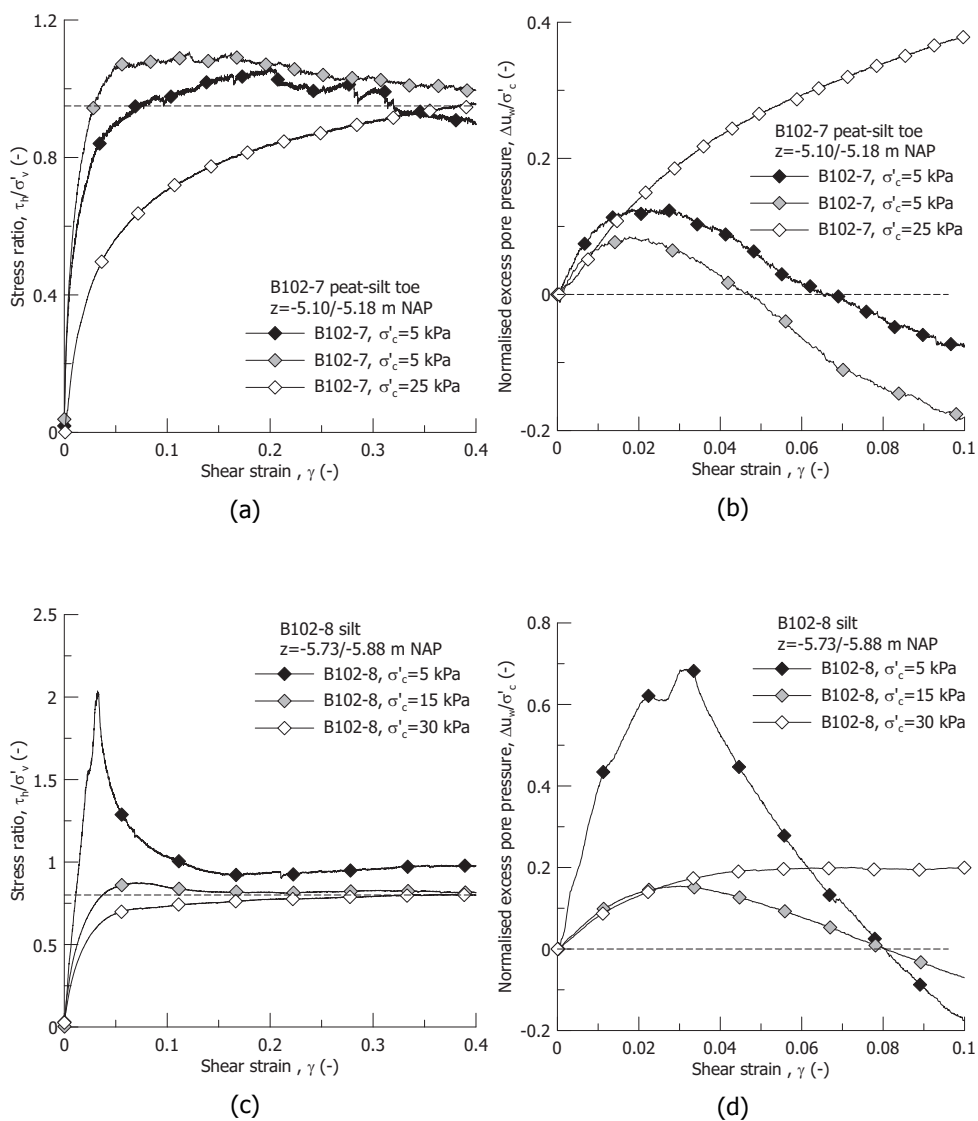 1.2
0.8
0.4
0
Stress ratio, τh/σ'v (-)
B102-7 peat-silt toe
z=-5.10/-5.18 m NAP
B102-7, σ'c=5 kPa
B102-7, σ'c=5 kPa
B102-7, σ'c=25 kPa
0 0.1 0.2 0.3 0.4
Shear strain , γ (-)
(a)
0.4
0.2
0
-0.2
Normalised excess pore pressure, Δuw/σ'c (-)
B102-7 peat-silt toe
z=-5.10/-5.18 m NAP
B102-7, σ'c=5 kPa
B102-7, σ'c=5 kPa
B102-7, σ'c=25 kPa
0 0.02 0.04 0.06 0.08 0.1
Shear strain , γ (-)
(b)
2.5
2
1.5
1
0.5
0
Stress ratio, τh/σ'v (-)
B102-8 silt
z=-5.73/-5.88 m NAP
B102-8, σ'c=5 kPa
B102-8, σ'c=15 kPa
B102-8, σ'c=30 kPa
0 0.1 0.2 0.3 0.4
Shear strain , γ (-)
(c)
0.8
0.6
0.4
0.2
0
-0.2
Normalised excess pore pressure, Δuw/σ'c (-)
B102-8 silt
z=-5.73/-5.88 m NAP
B102-8, σ'c=5 kPa
B102-8, σ'c=15 kPa
B102-8, σ'c=30 kPa
0 0.02 0.04 0.06 0.08 0.1
Shear strain , γ (-)
(d)